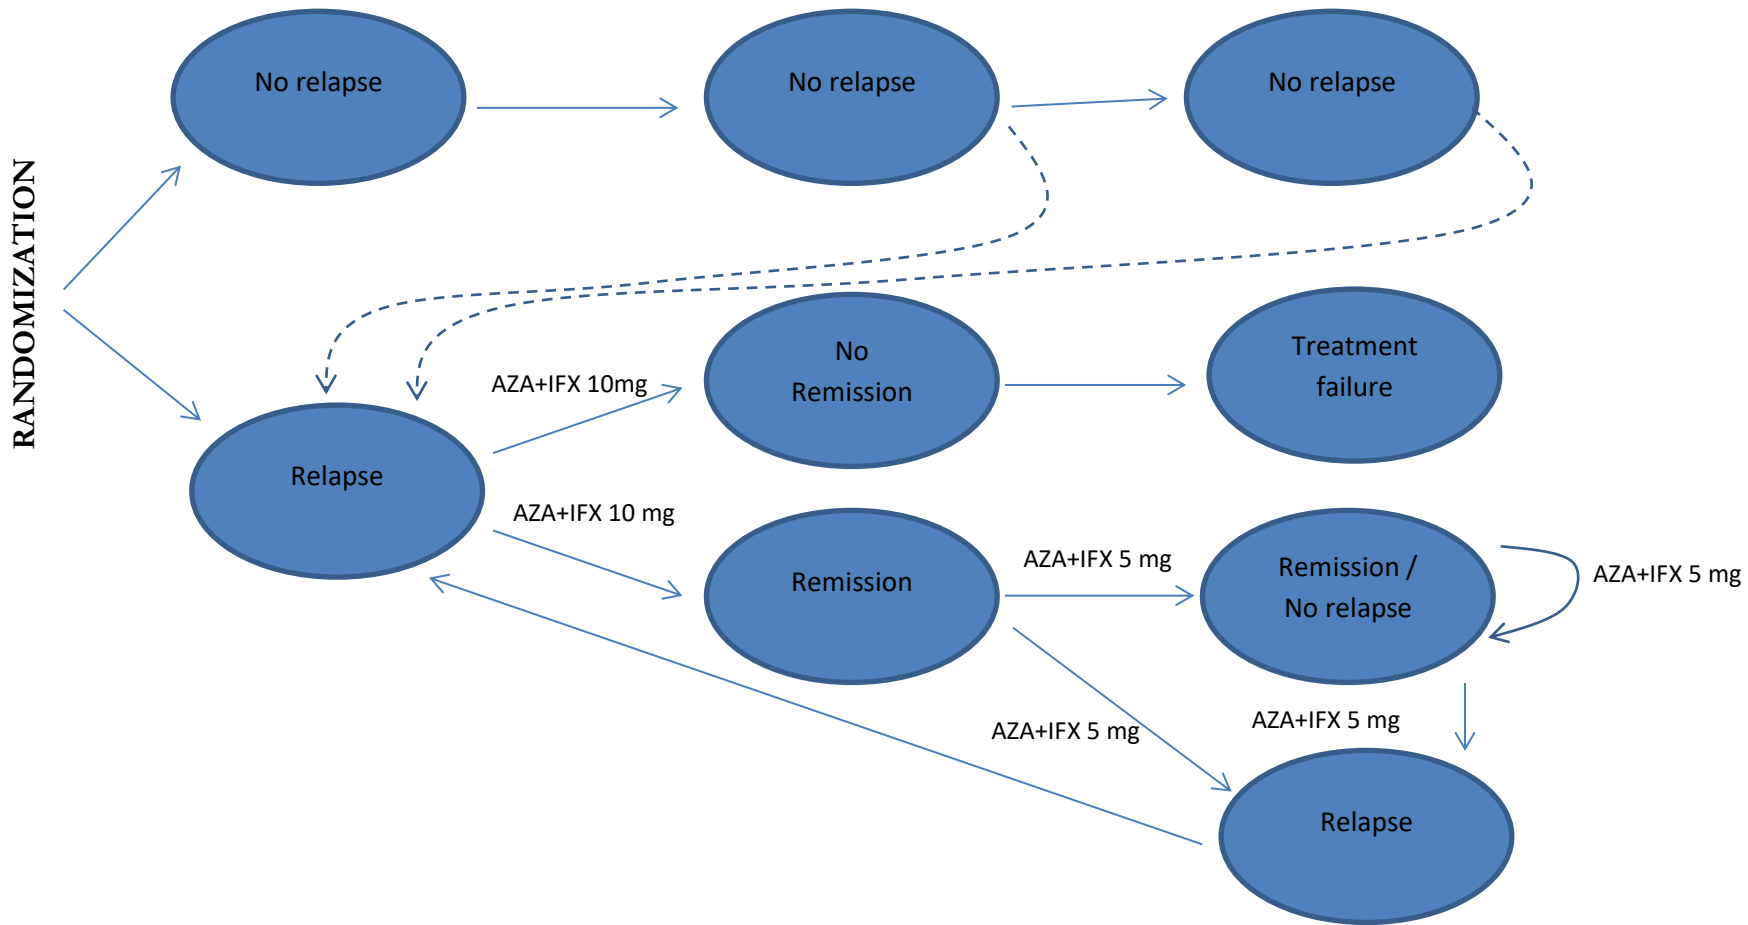 RANDOMIZATION
No relapse
No relapse
No relapse
No
Remission
Treatment
failure
AZA+IFX 10mg
Relapse
AZA+IFX 10 mg
Remission
AZA+IFX 5 mg
Remission /
No relapse
AZA+IFX 5 mg
AZA+IFX 5 mg
AZA+IFX 5 mg
Relapse